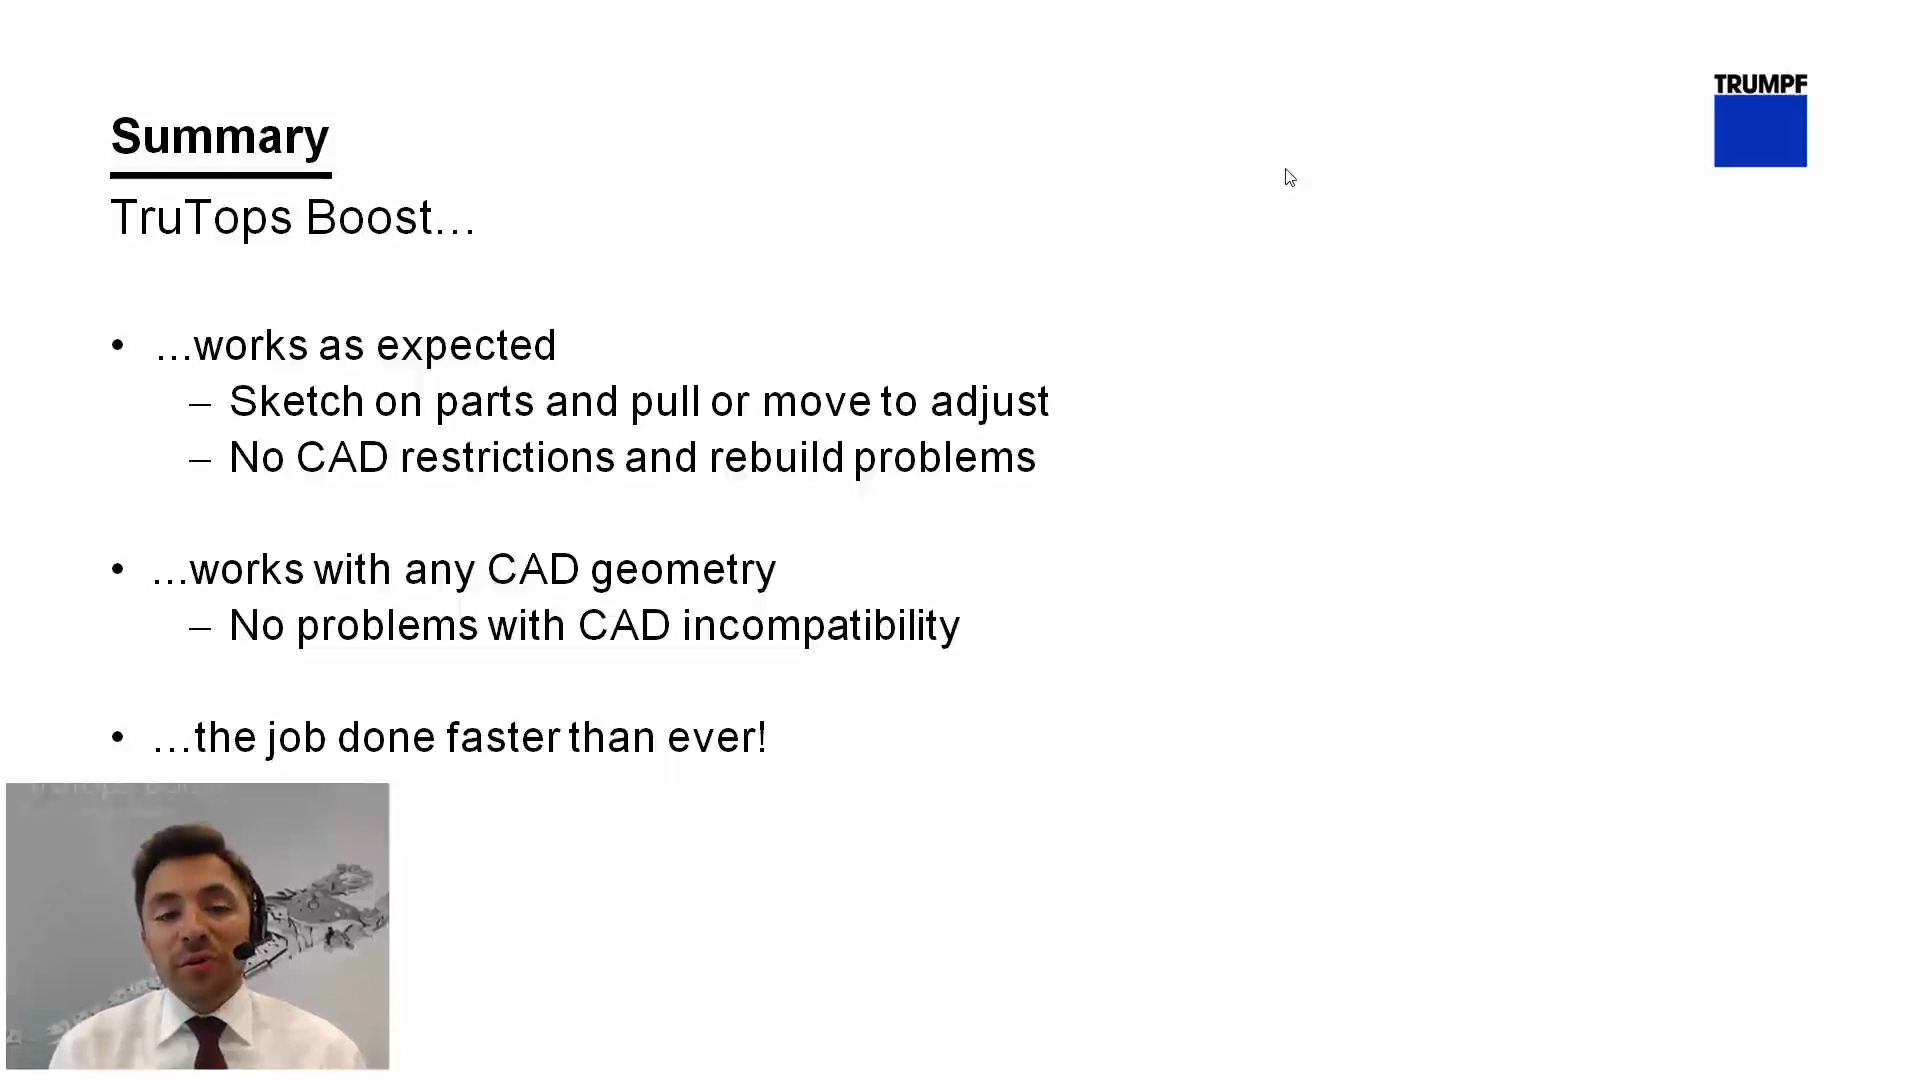 TRUMPF
Summary
TruTops Boost…
• …works as expected
– Sketch on parts and pull or move to adjust
– No CAD restrictions and rebuild problems
• …works with any CAD geometry
– No problems with CAD incompatibility
• …the job done faster than ever!